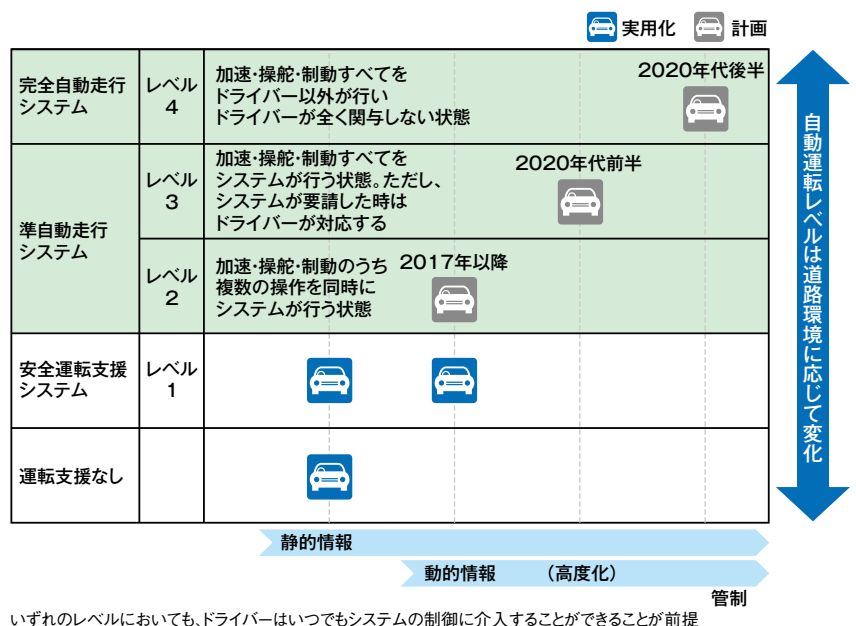 実用化 計画
完全自動走行
システム
レベル
4
加速・操舵・制動すべてを
ドライバー以外が行い
ドライバーが全く関与しない状態
2020年代後半
準自動走行
システム
レベル
3
加速・操舵・制動すべてを
システムが行う状態。ただし、
システムが要請した時は
ドライバーが対応する
2020年代前半
レベル
2
加速・操舵・制動のうち
複数の操作を同時に
システムが行う状態
2017年以降
安全運転支援
システム
レベル
1
運転支援なし
自動運転レベルは道路環境に応じて変化
静的情報
動的情報 (高度化)
管制
いずれのレベルにおいても、ドライバーはいつでもシステムの制御に介入することができることが前提